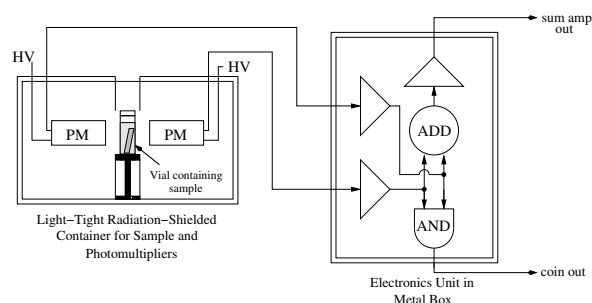 sum amp
out
HV
HV
PM
PM
ADD
Vial containing
sample
AND
Light−Tight Radiation−Shielded
Container for Sample and
Photomultipliers
coin out
Electronics Unit in
Metal Box